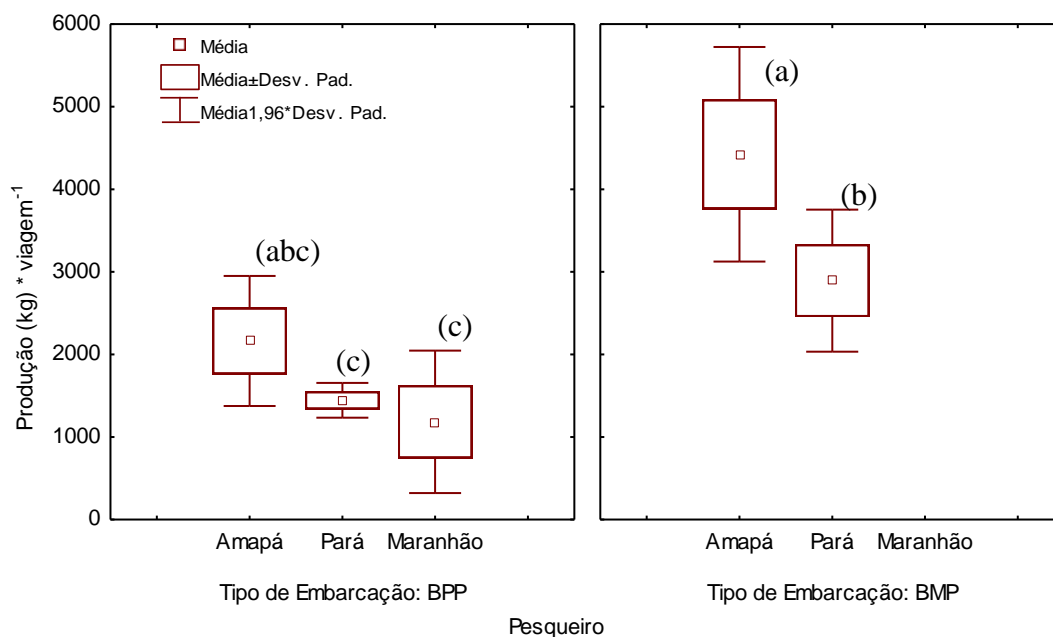 Produção (kg) * viagem-1
6000
5000
4000
3000
2000
1000
0
Média
Média±Desv. Pad.
Média1,96*Desv. Pad.
(abc)
(c)
(c)
(a)
(b)
Amapá Pará Maranhão
Amapá Pará Maranhão
Tipo de Embarcação: BPP
Tipo de Embarcação: BMP
Pesqueiro